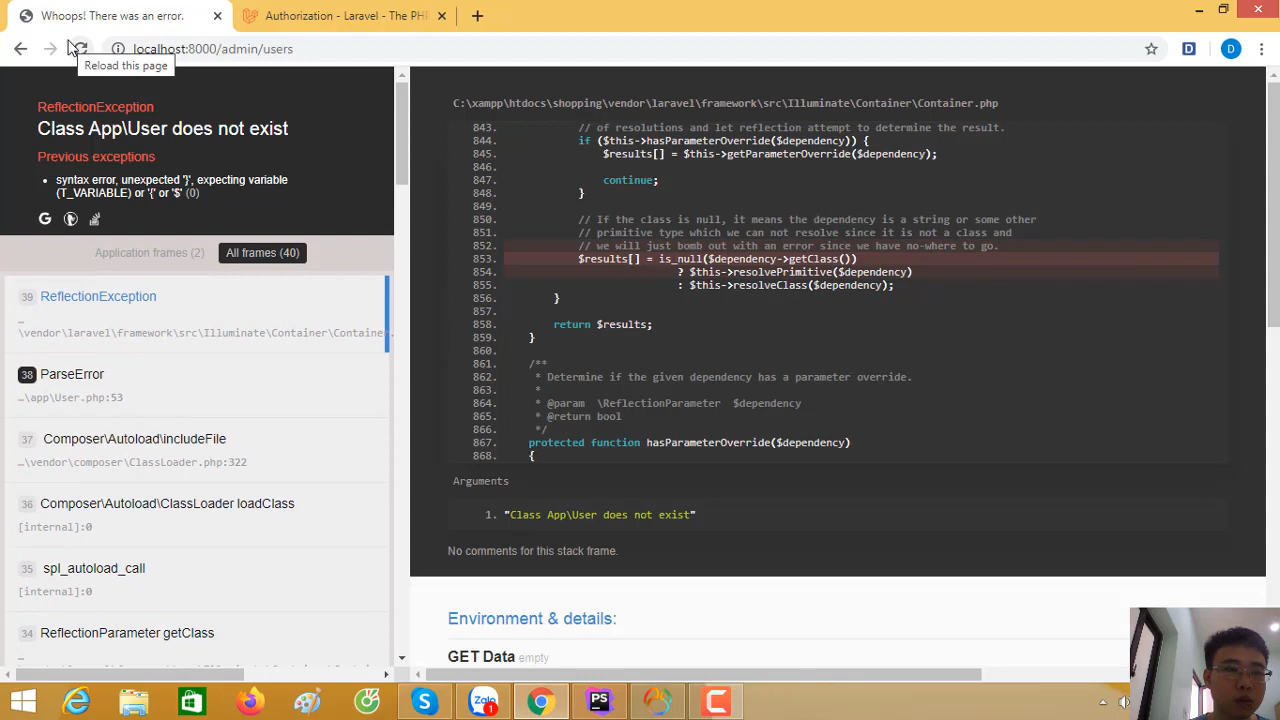 Whoops! There was an error.
Authorization - Laravel - The PH
localhost:8000/admin/users
D
D
Reload this page
ReflectionException
Class App\User does not exist
Previous exceptions
• syntax error, unexpected '}', expecting variable
(T_VARIABLE) or '{' or '$' (0)
Application frames (2)
All frames (40)
39 ReflectionException
…
\vendor\laravel\framework\src\Illuminate\Container\Container.
38 ParseError
…\app\User.php:53
37 Composer\Autoload\includeFile
…\vendor\composer\ClassLoader.php:322
36 Composer\Autoload\ClassLoader loadClass
[internal]:0
35 spl_autoload_call
[internal]:0
34 ReflectionParameter getClass
C:\xampp\htdocs\shopping\vendor\laravel\framework\src\Illuminate\Container\Container.php
843. // of resolutions and let reflection attempt to determine the result.
844. if ($this->hasParameterOverride($dependency)) {
845. $results[] = $this->getParameterOverride($dependency);
846.
847. continue;
848. }
849.
850. // If the class is null, it means the dependency is a string or some other
851. // primitive type which we can not resolve since it is not a class and
852. // we will just bomb out with an error since we have no-where to go.
853. $results[] = is_null($dependency->getClass())
854. ? $this->resolvePrimitive($dependency)
855. : $this->resolveClass($dependency);
856. }
857.
858. return $results;
859. }
860.
861. /**
862. * Determine if the given dependency has a parameter override.
863. *
864. * @param \ReflectionParameter $dependency
865. * @return bool
866. */
867. protected function hasParameterOverride($dependency)
868. {
Arguments
1. "Class App\User does not exist"
No comments for this stack frame.
Environment & details:
GET Data empty
Zalo
1
PS